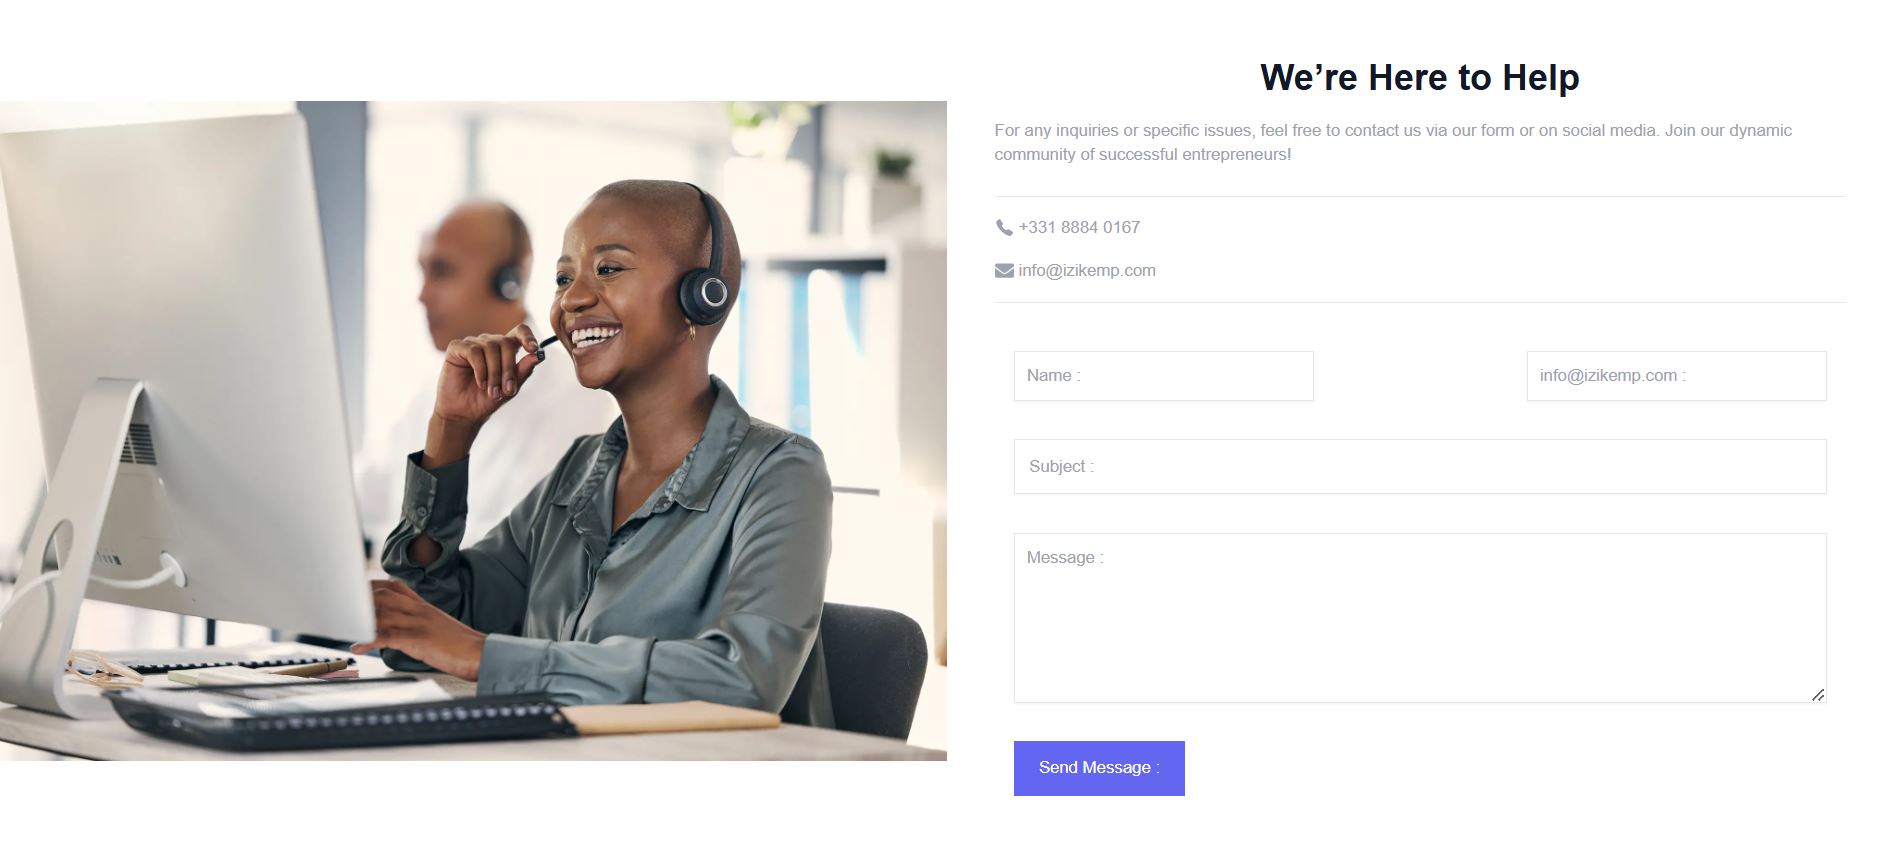 We’re Here to Help
For any inquiries or specific issues, feel free to contact us via our form or on social media. Join our dynamic
community of successful entrepreneurs!
+331 8884 0167
info@izikemp.com
Name :
info@izikemp.com :
Subject :
Message :
Send Message :